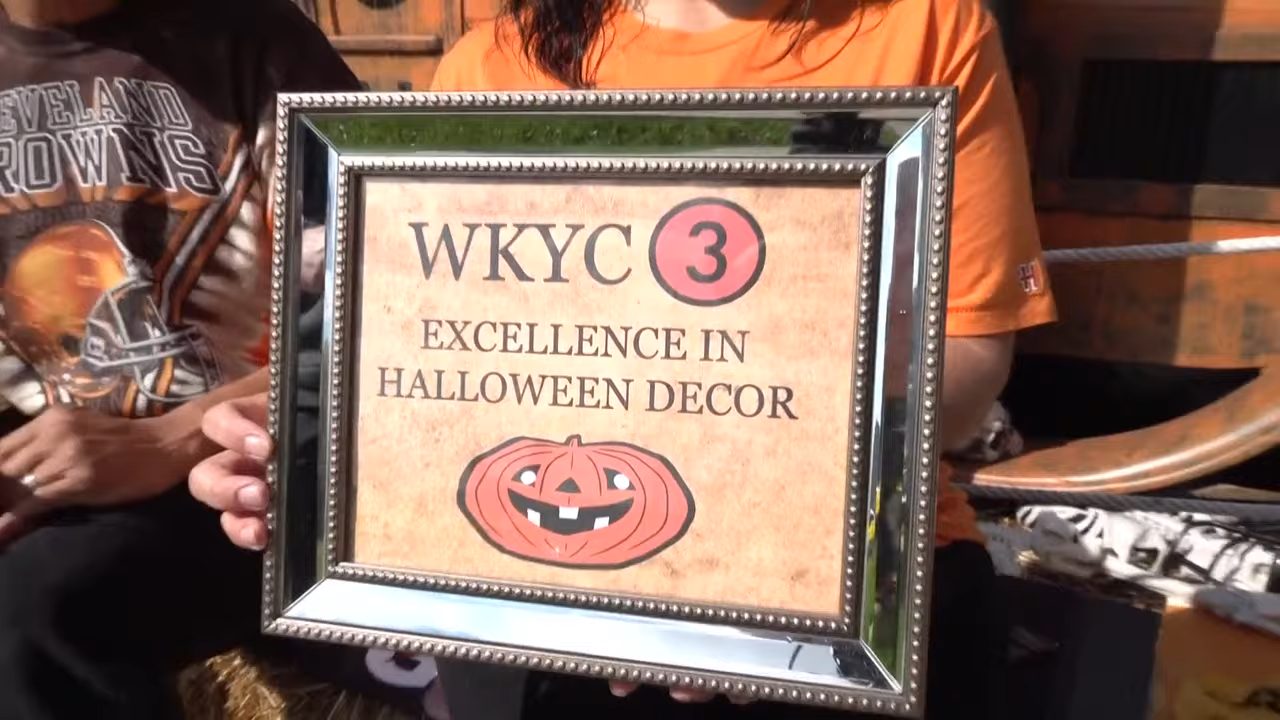 EVELAND
ROWNS
WKYC 3
EXCELLENCE IN
HALLOWEEN DECOR
H